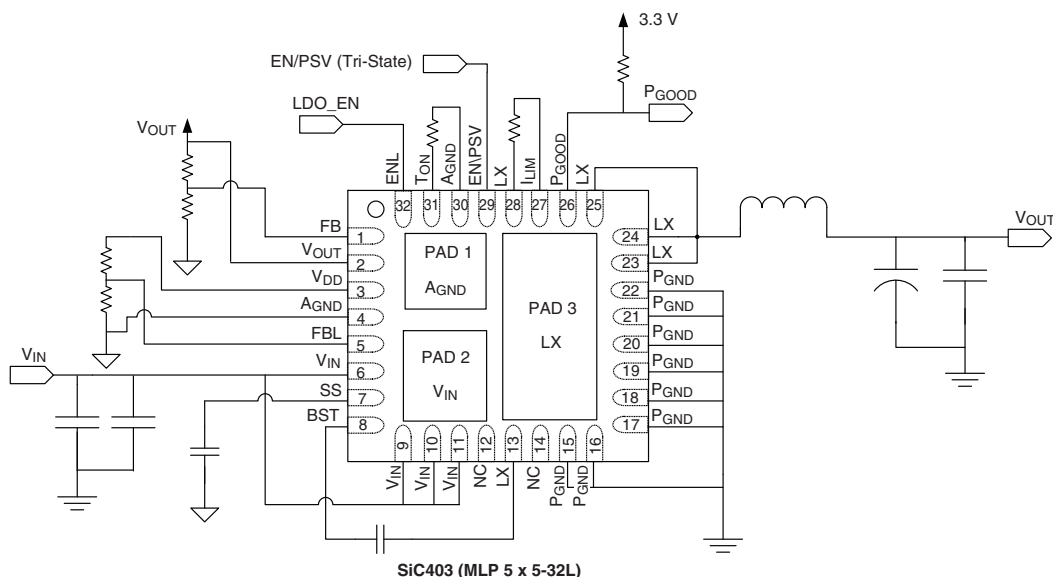 3.3 V
EN/PSV (Tri-State)
PGOOD
LDO_EN
VOUT
ENL
TON
AGND
EN\PSV
LX
ILIM
PGOOD
LX
32
31
30
29
28
27
26
25
FB
1
VOUT
2
VDD
3
AGND
4
FBL
5
VIN
VIN
6
SS
7
BST
8
PAD 1
AGND
PAD 2
VIN
PAD 3
LX
24
LX
23
LX
22
PGND
21
PGND
20
PGND
19
PGND
18
PGND
17
PGND
VOUT
9
10
11
12
13
14
15
16
VIN
VIN
VIN
NC
LX
NC
PGND
PGND
SiC403 (MLP 5 x 5-32L)